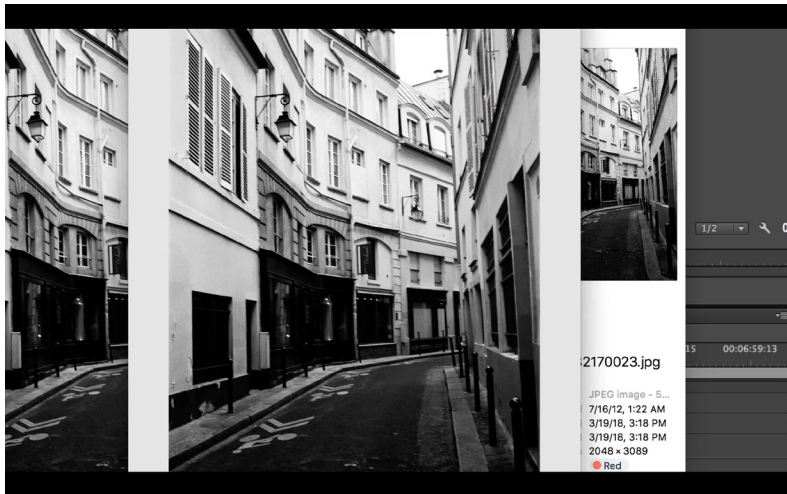 1/2
15 00:06:59:13
32170023.jpg
JPEG image - 5...
7/16/12, 1:22 AM
3/19/18, 3:18 PM
3/19/18, 3:18 PM
2048 × 3089
Red